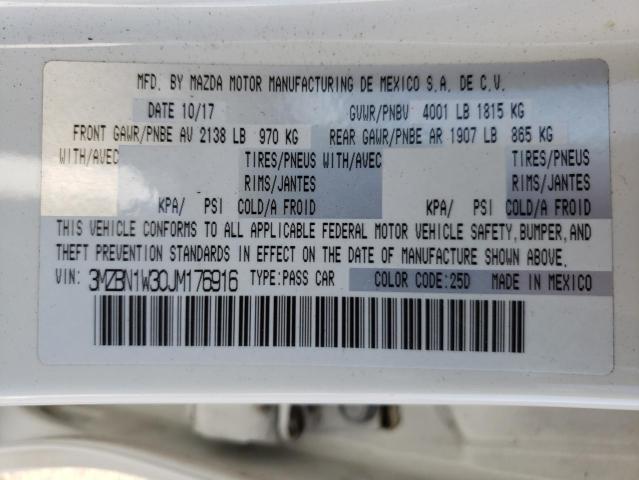 MFD. BY MAZDA MOTOR MANUFACTURING DE MEXICO S.A. DE C.V.
DATE 10/17 GVWR/PNBV 4001 LB 1815 KG
FRONT GAWR/PNBE AV 2138 LB 970 KG REAR GAWR/PNBE AR 1907 LB 865 KG
WITH/AVEC TIRES/PNEUS WITH/AVEC TIRES/PNEUS
RIMS/JANTES RIMS/JANTES
KPA/ PSI COLD/A FROID KPA/ PSI COLD/A FROID
THIS VEHICLE CONFORMS TO ALL APPLICABLE FEDERAL MOTOR VEHICLE SAFETY,BUMPER,AND
THEFT PREVENTION STANDARDS IN EFFECT ON THE DATE OF MANUFACTURE SHOWN ABOVE.
VIN: 3MZBN1W30JM176916 TYPE:PASS CAR COLOR CODE:25D MADE IN MEXICO